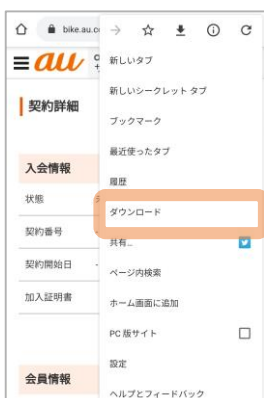 bike.au.c
au
新しいタブ
新しいシークレット タブ
契約詳細
ブックマーク
最近使ったタブ
入会情報
履歴
状態
ダウンロード
契約番号
共有...
契約開始日
ページ内検索
加入証明書
ホーム画面に追加
PC 版サイト
設定
会員情報
ヘルプとフィードバック